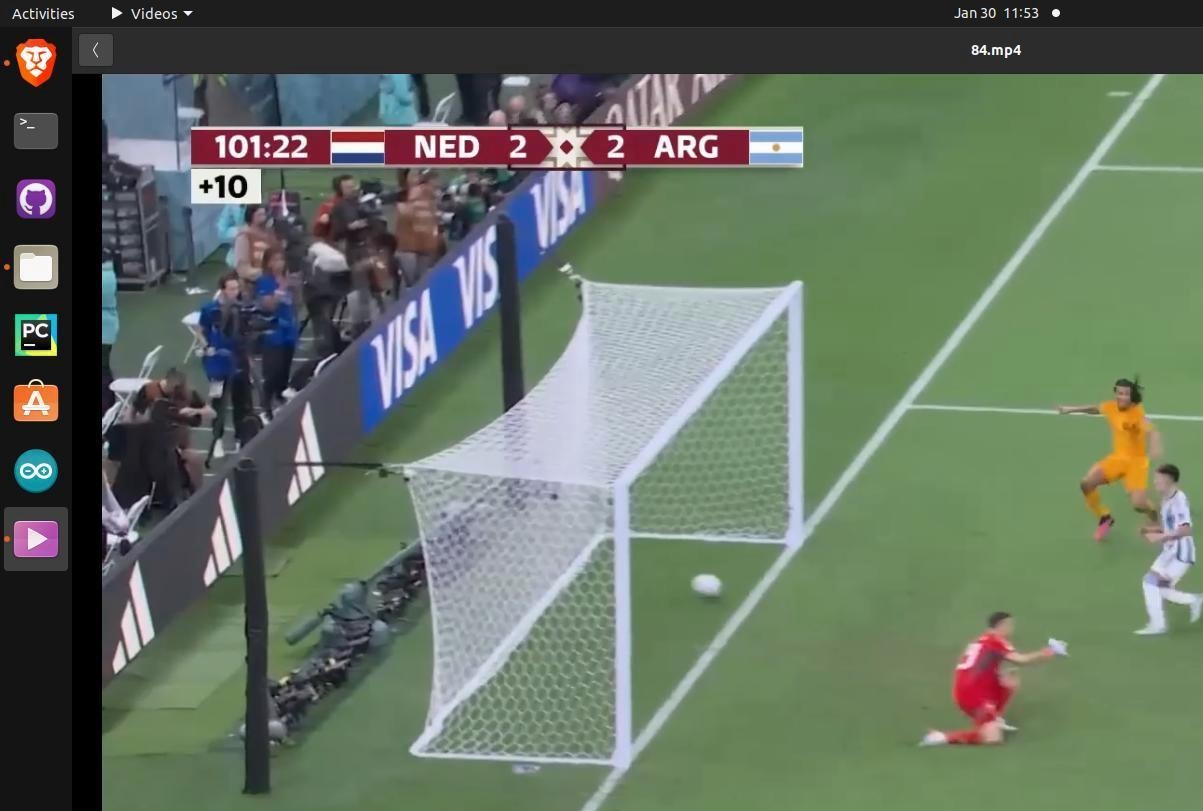 Activities
Videos
Jan 30 11:53
84.mp4
101:22 NED 2 2 ARG
+10
QATAR
VISA
VISA
VISA
>_
PC